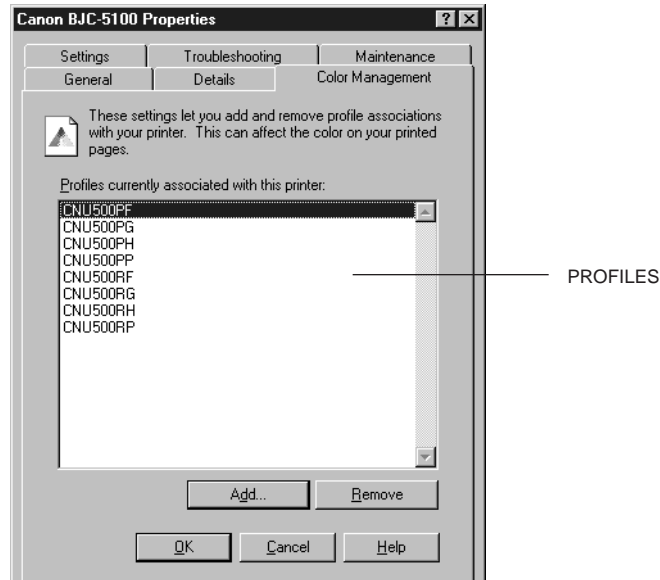 Canon BJC-5100 Properties
? ×
Settings Troubleshooting Maintenance
General Details Color Management
These settings let you add and remove profile associations
with your printer. This can affect the color on your printed
pages.
Profiles currently associated with this printer:
CNU500PF
CNU500PG
CNU500PH
CNU500PP
CNU500RF
CNU500RG
CNU500RH
CNU500RP
PROFILES
Add... Remove
OK Cancel Help